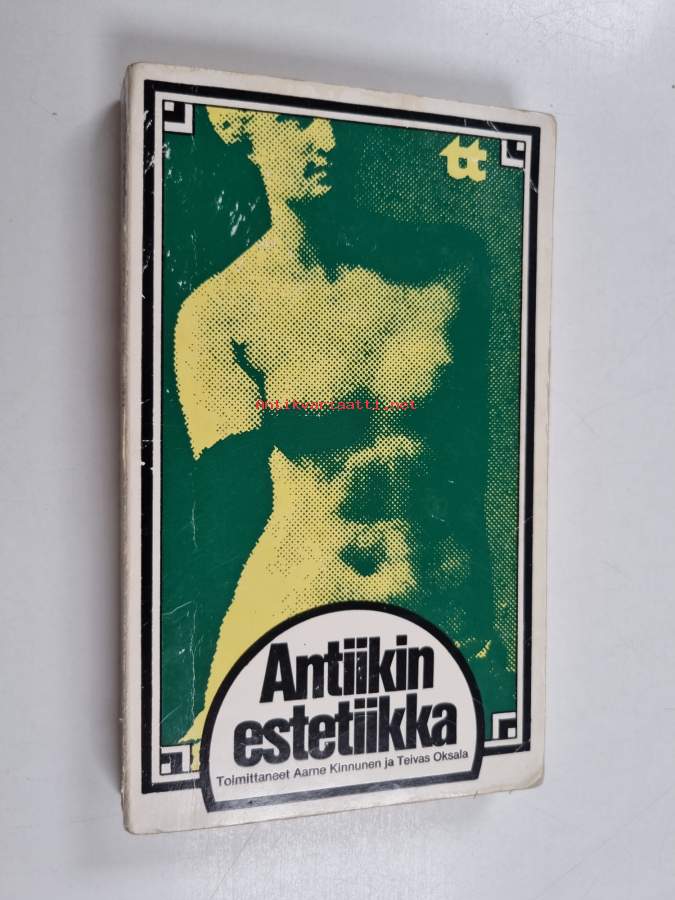 tt
Antikvariaatti.net
Antiikin
estetiikka
Toimittaneet Aarne Kinnunen ja Teivas Oksala